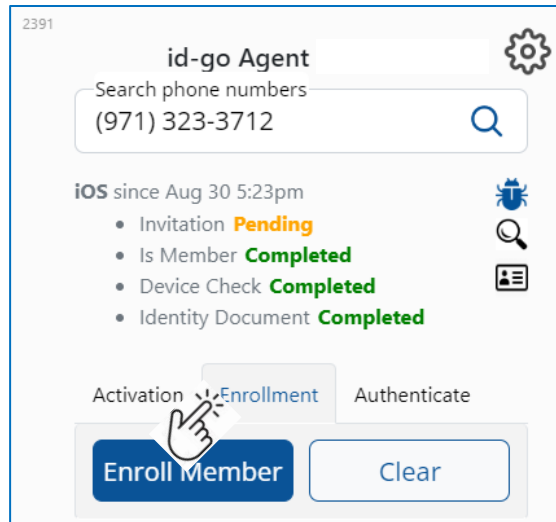 2391
id-go Agent
Search phone numbers
(971) 323-3712
iOS since Aug 30 5:23pm
Invitation Pending
Is Member Completed
Device Check Completed
Identity Document Completed
Activation Enrollment Authenticate
Enroll Member Clear